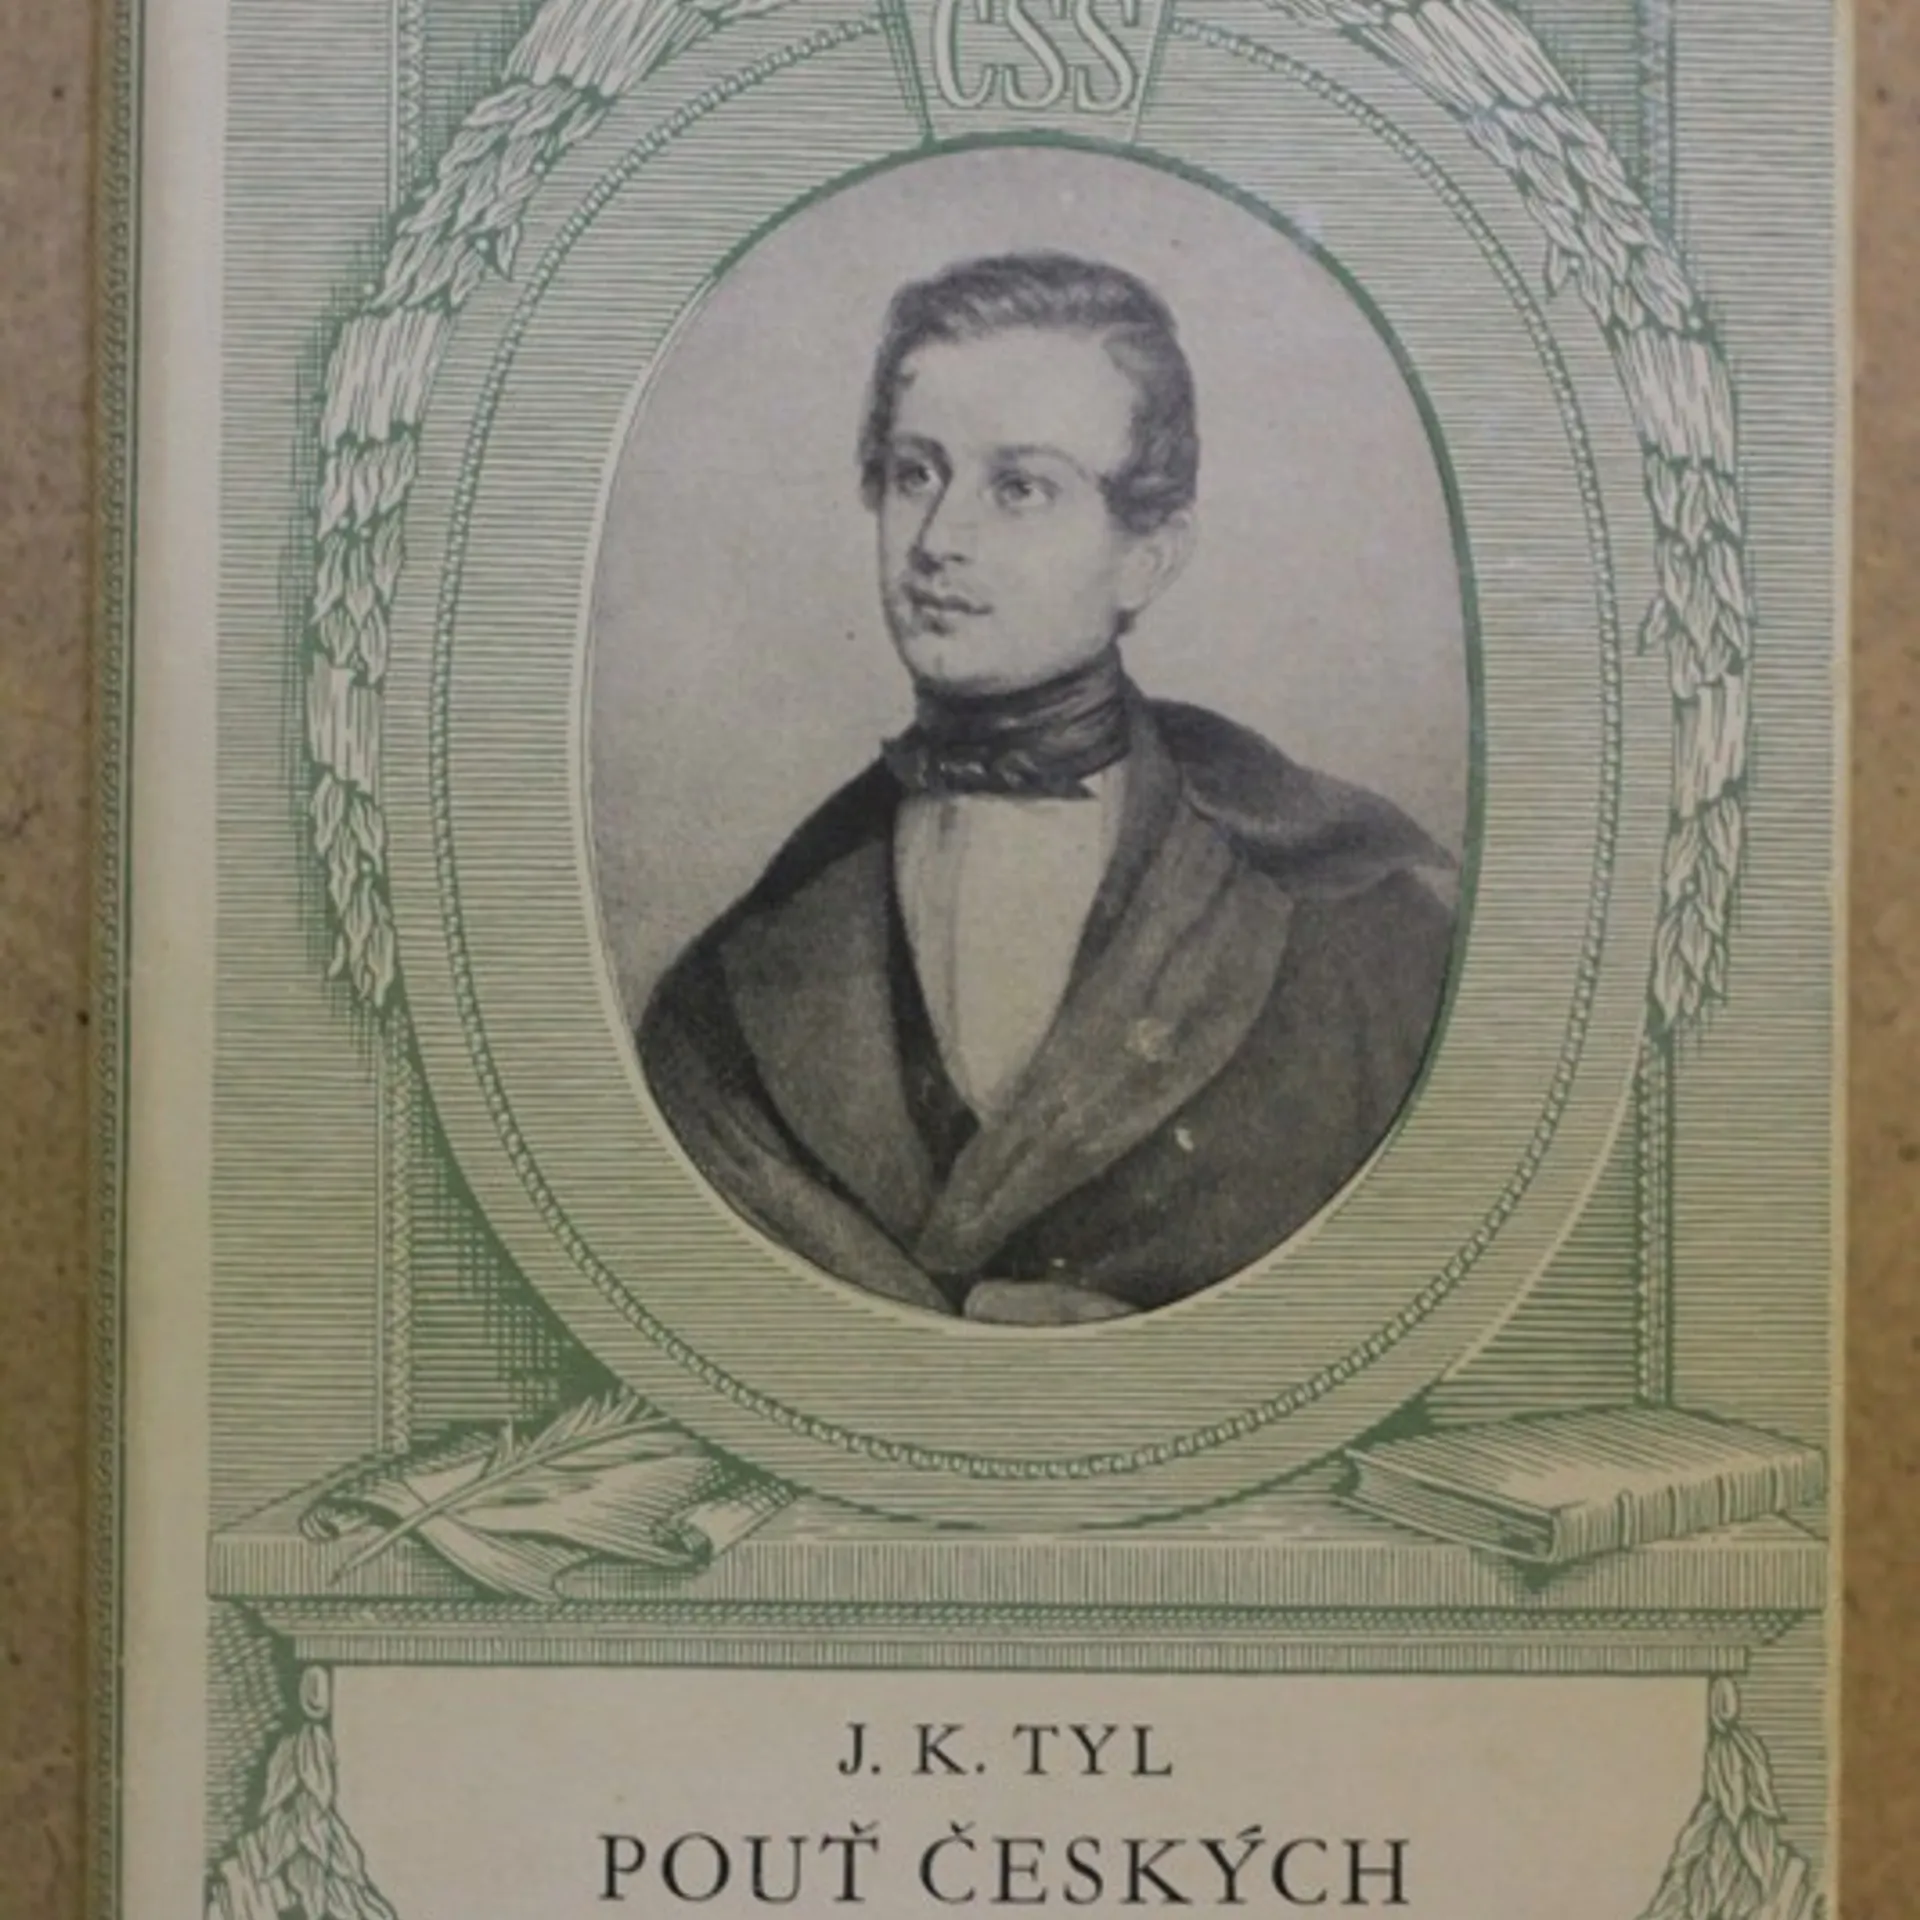 ČSS
J. K. TYL
POUŤ ČESKÝCH